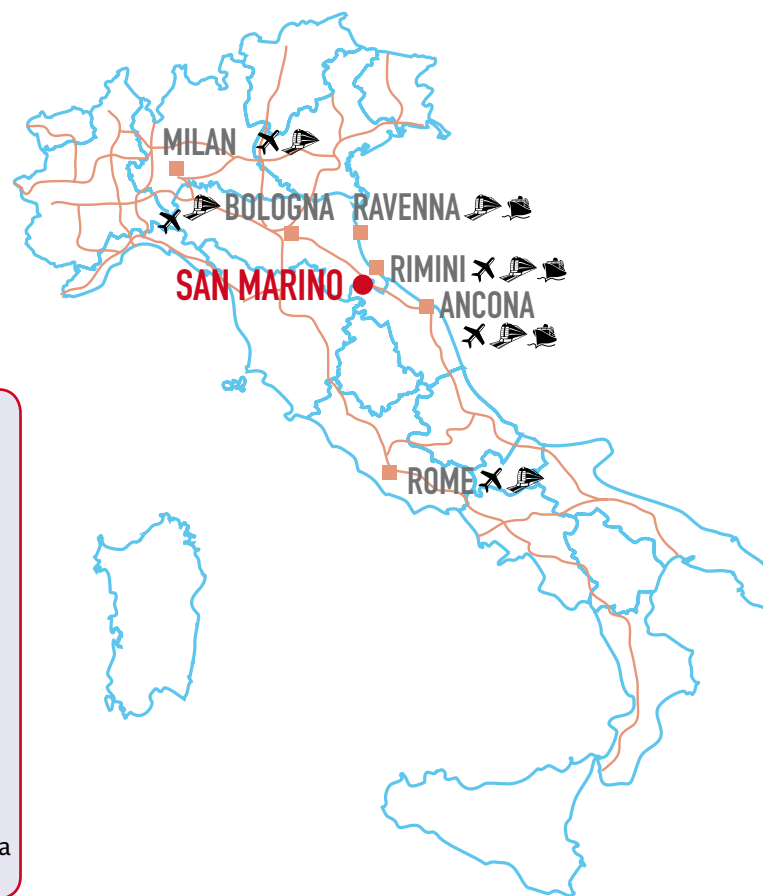 MILAN
BOLOGNA
RAVENNA
RIMINI
SAN MARINO
ANCONA
ROME
a